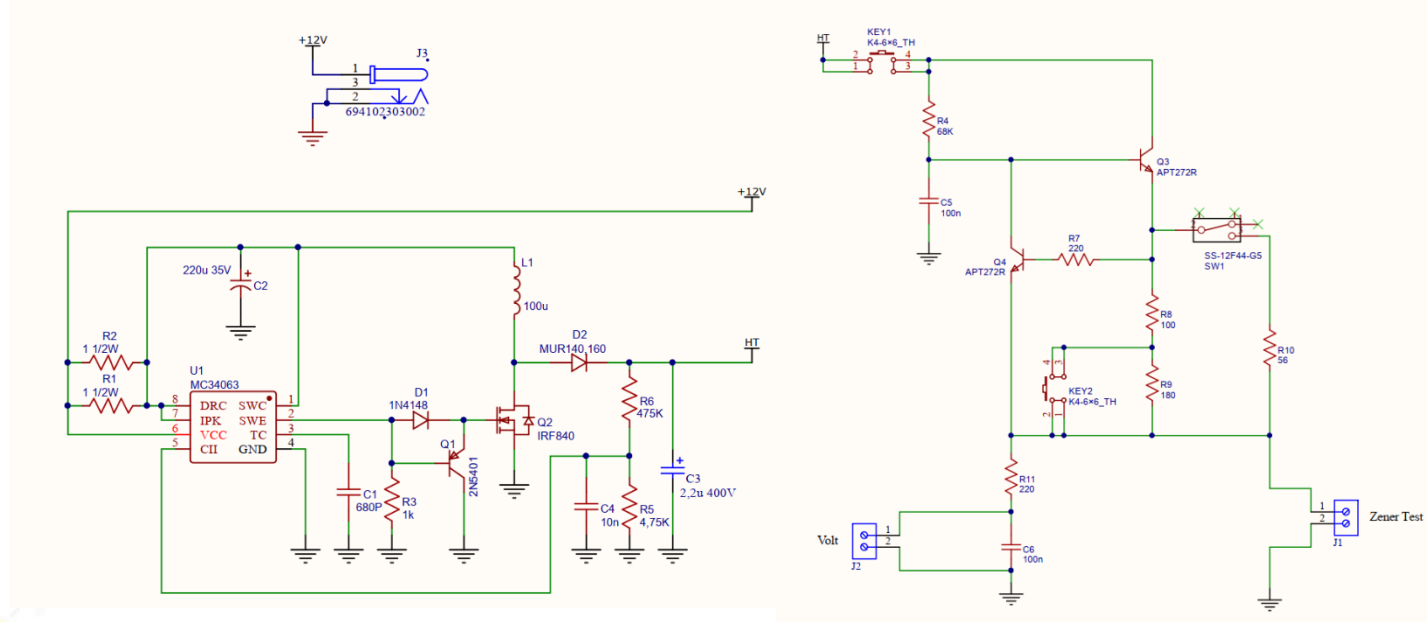 +12V
J3
1
3
2
694102303002
+12V
220u 35V
C2
L1
100u
R2
1 1/2W
D2
MUR140,160
HT
R1
1 1/2W
U1
MC34063
8 DRC SWC 1
7 IPK SWE 2
6 VCC TC 3
5 CII GND 4
D1
1N4148
R6
475K
Q1
2N5401
Q2
IRF840
C1
680P
R3
1k
C4
10n
R5
4,75K
C3
2,2u 400V
HT
KEY1
K4-6×6_TH
2 4
1 3
R4
68K
Q3
APT272R
C5
100n
R7
220
Q4
APT272R
SS-12F44-G5
SW1
R8
100
R10
56
4 3
KEY2
K4-6×6_TH
2 1
R9
180
R11
220
Volt
1
2
J2
C6
100n
1
2
J1
Zener Test